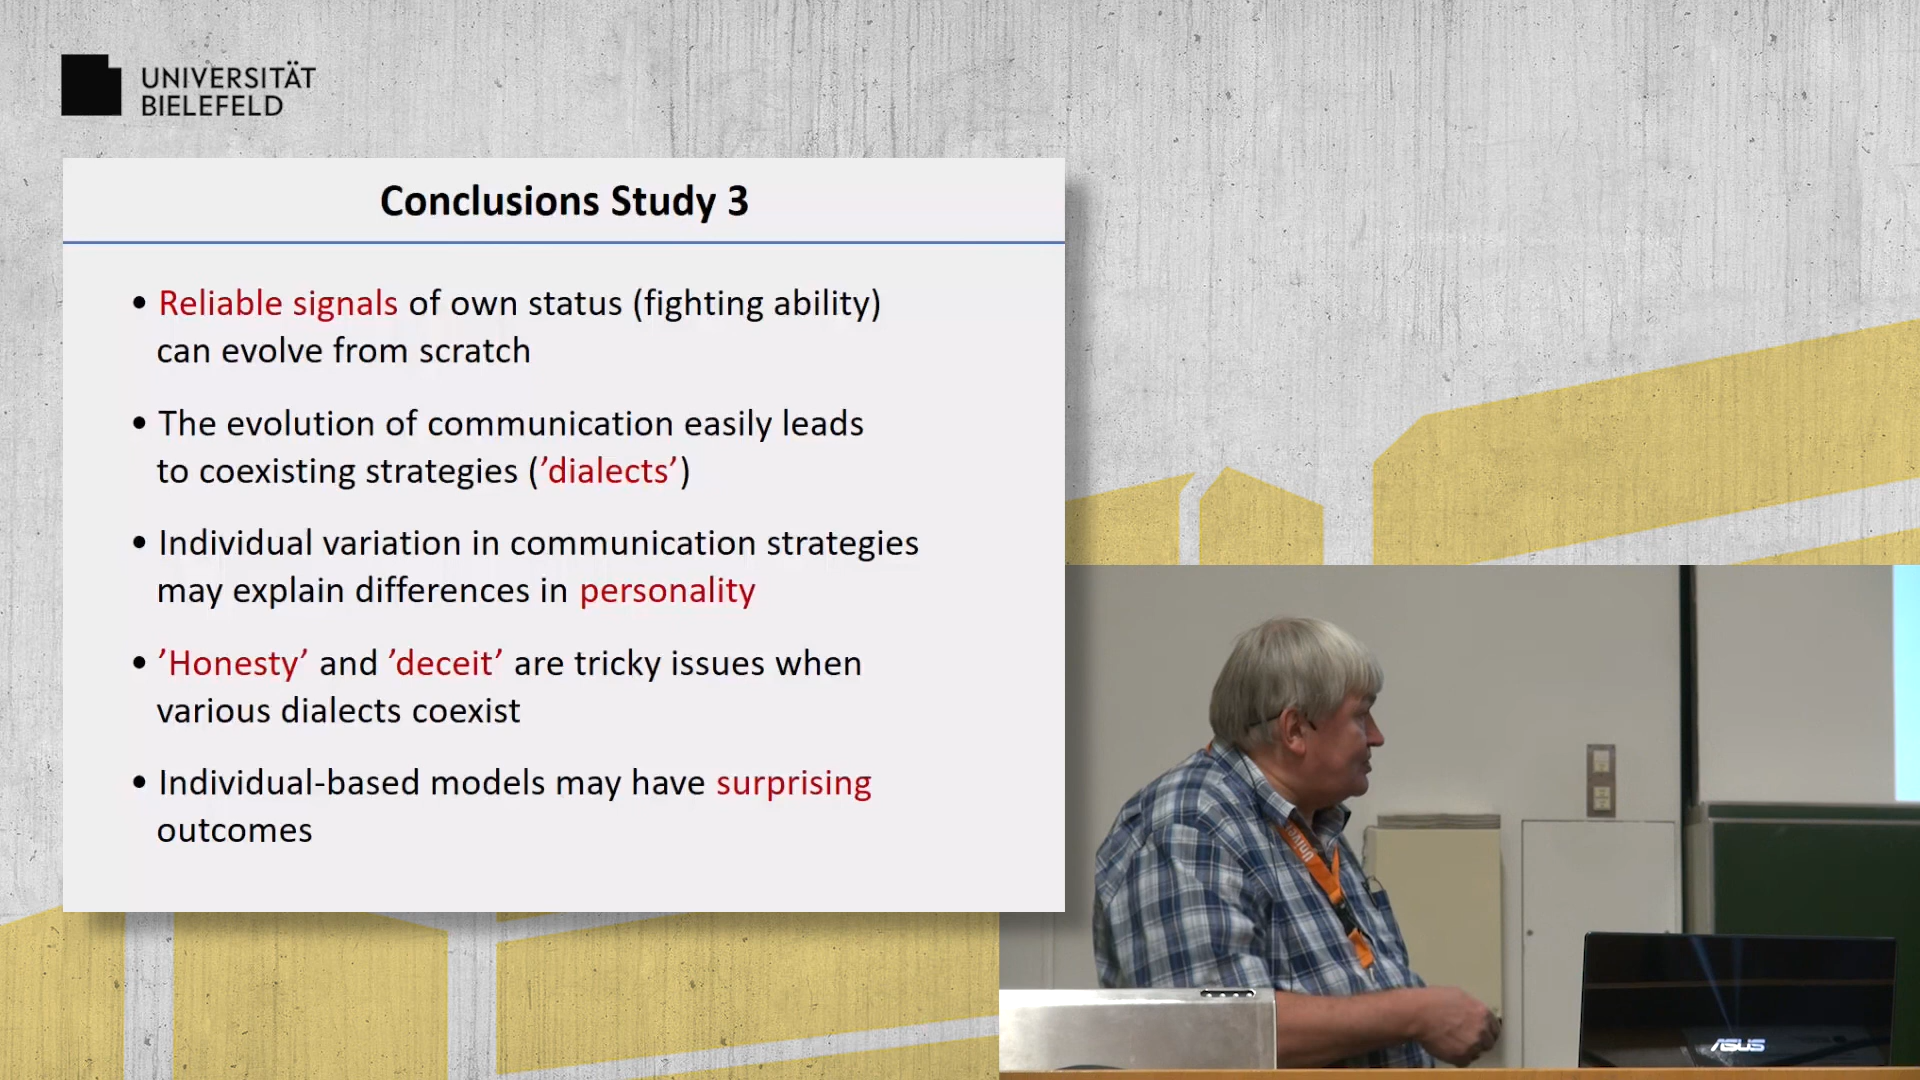 UNIVERSITÄT
BIELEFELD
Conclusions Study 3
• Reliable signals of own status (fighting ability)
can evolve from scratch
• The evolution of communication easily leads
to coexisting strategies (’dialects’)
• Individual variation in communication strategies
may explain differences in personality
• ’Honesty’ and ’deceit’ are tricky issues when
various dialects coexist
• Individual-based models may have surprising
outcomes
ASUS